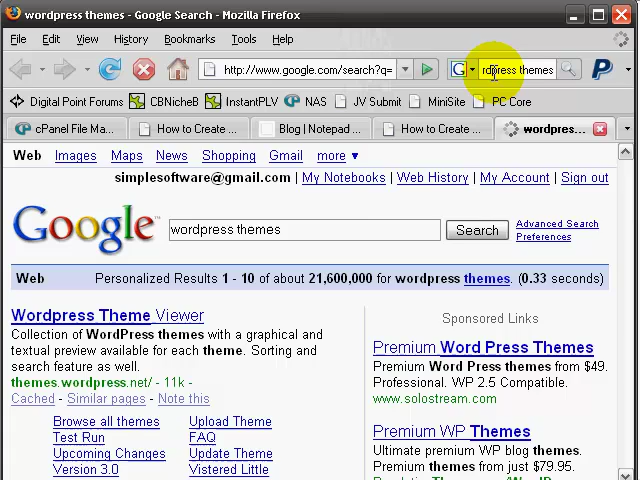 wordpress themes - Google Search - Mozilla Firefox
File Edit View History Bookmarks Tools Help
http://www.google.com/search?q= G rdpress themes
Digital Point Forums CBNicheB InstantPLV NAS JV Submit MiniSite PC Core
cPanel File Ma... How to Create ... Blog | Notepad ... How to Create ... wordpress...
Web Images Maps News Shopping Gmail more ▼
simplesoftware@gmail.com | My Notebooks | Web History | My Account | Sign out
Google wordpress themes Search Advanced Search
Preferences
Web Personalized Results 1 - 10 of about 21,600,000 for wordpress themes. (0.33 seconds)
Wordpress Theme Viewer
Collection of WordPress themes with a graphical and
textual preview available for each theme. Sorting and
search feature as well.
themes.wordpress.net/ - 11k -
Cached - Similar pages - Note this
Browse all themes Upload Theme
Test Run FAQ
Upcoming Changes Update Theme
Version 3.0 Vistered Little
Sponsored Links
Premium Word Press Themes
Premium Word Press themes from $49.
Professional. WP 2.5 Compatible.
www.solostream.com
Premium WP Themes
Ultimate premium WP blog themes.
Premium themes from just $79.95.